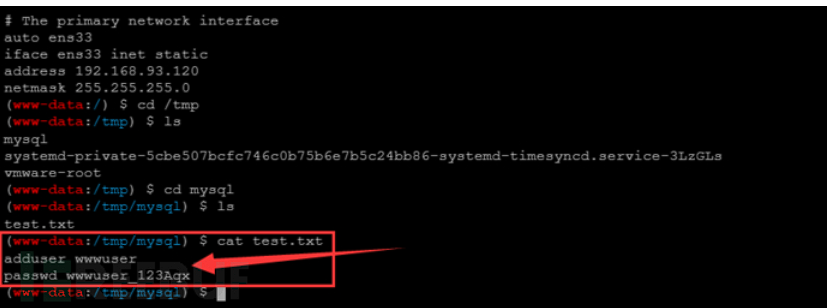 # The primary network interface
auto ens33
iface ens33 inet static
address 192.168.93.120
netmask 255.255.255.0
(www-data:/) $ cd /tmp
(www-data:/tmp) $ ls
mysql
systemd-private-5cbe507bcfc746c0b75b6e7b5c24bb86-systemd-timesyncd.service-3LzGLs
vmware-root
(www-data:/tmp) $ cd mysql
(www-data:/tmp/mysql) $ ls
test.txt
(www-data:/tmp/mysql) $ cat test.txt
adduser wwwuser
passwd wwwuser_123Aqx
(www-data:/tmp/mysql) $